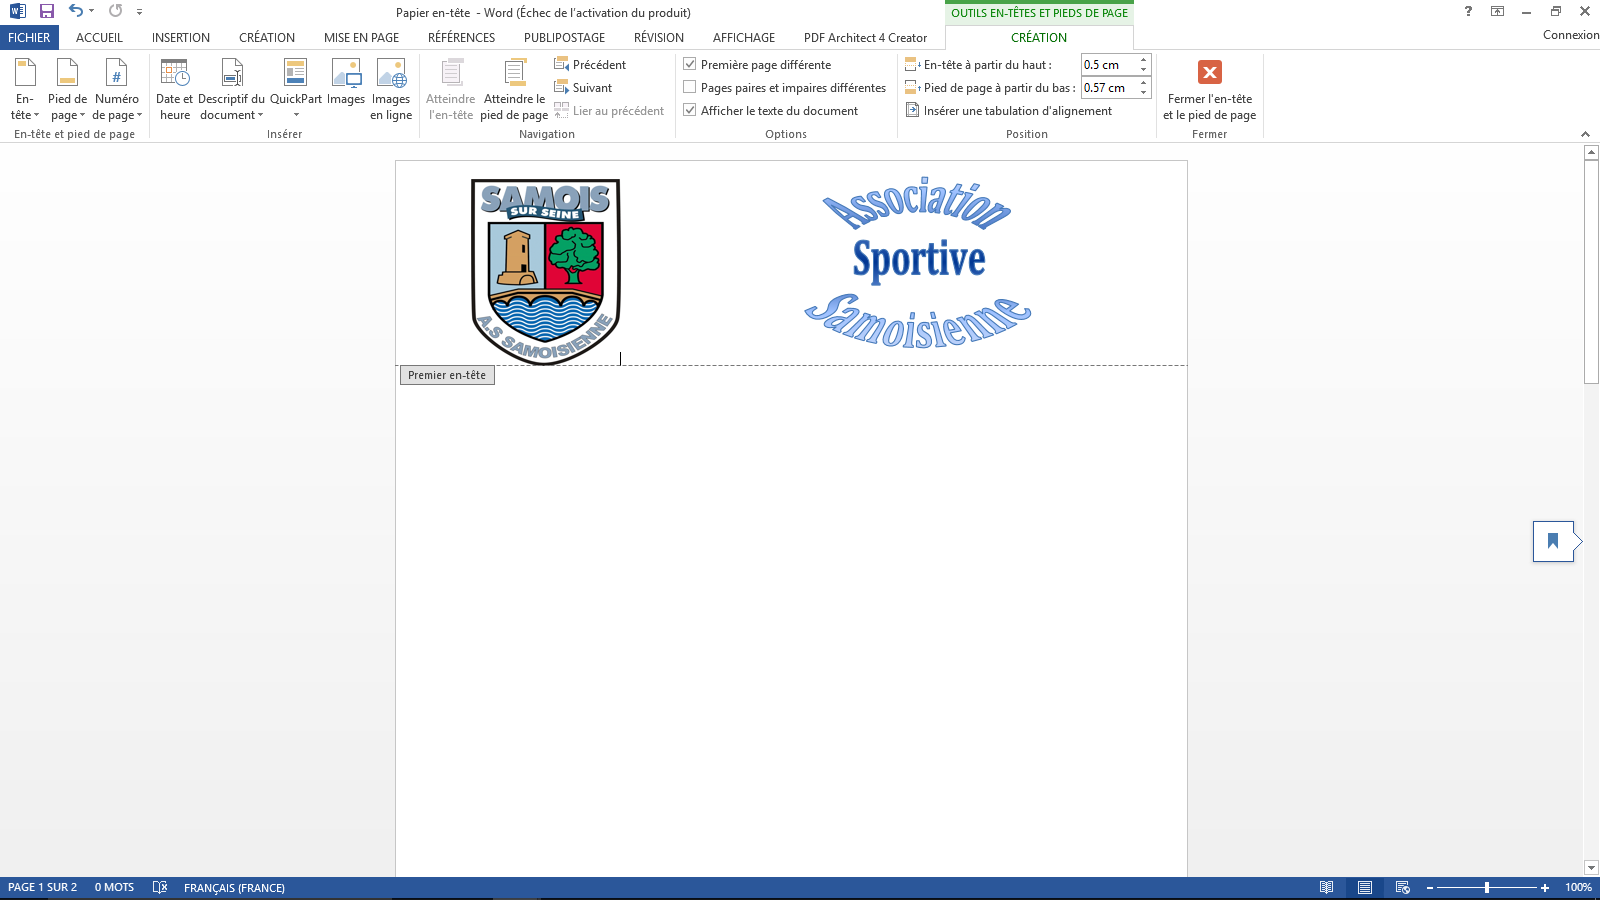 Papier en-tête - Word (Échec de l'activation du produit)
OUTILS EN-TÊTES ET PIEDS DE PAGE
?
FICHIER ACCUEIL INSERTION CRÉATION MISE EN PAGE RÉFÉRENCES PUBLIPOSTAGE RÉVISION AFFICHAGE PDF Architect 4 Creator CRÉATION Connexion
En-tête
Pied de page
Numéro de page
En-tête et pied de page
Date et heure
Descriptif du document
QuickPart
Images
Images en ligne
Insérer
Atteindre l'en-tête
Atteindre le pied de page
Précédent
Suivant
Lier au précédent
Navigation
Première page différente
Pages paires et impaires différentes
Afficher le texte du document
Options
En-tête à partir du haut : 0.5 cm
Pied de page à partir du bas : 0.57 cm
Insérer une tabulation d'alignement
Position
Fermer l'en-tête
et le pied de page
Fermer
SAMOIS
SUR SEINE
A.S SAMOISIENNE
Association
Sportive
Samoisienne
Premier en-tête
PAGE 1 SUR 2 0 MOTS FRANÇAIS (FRANCE) 100%